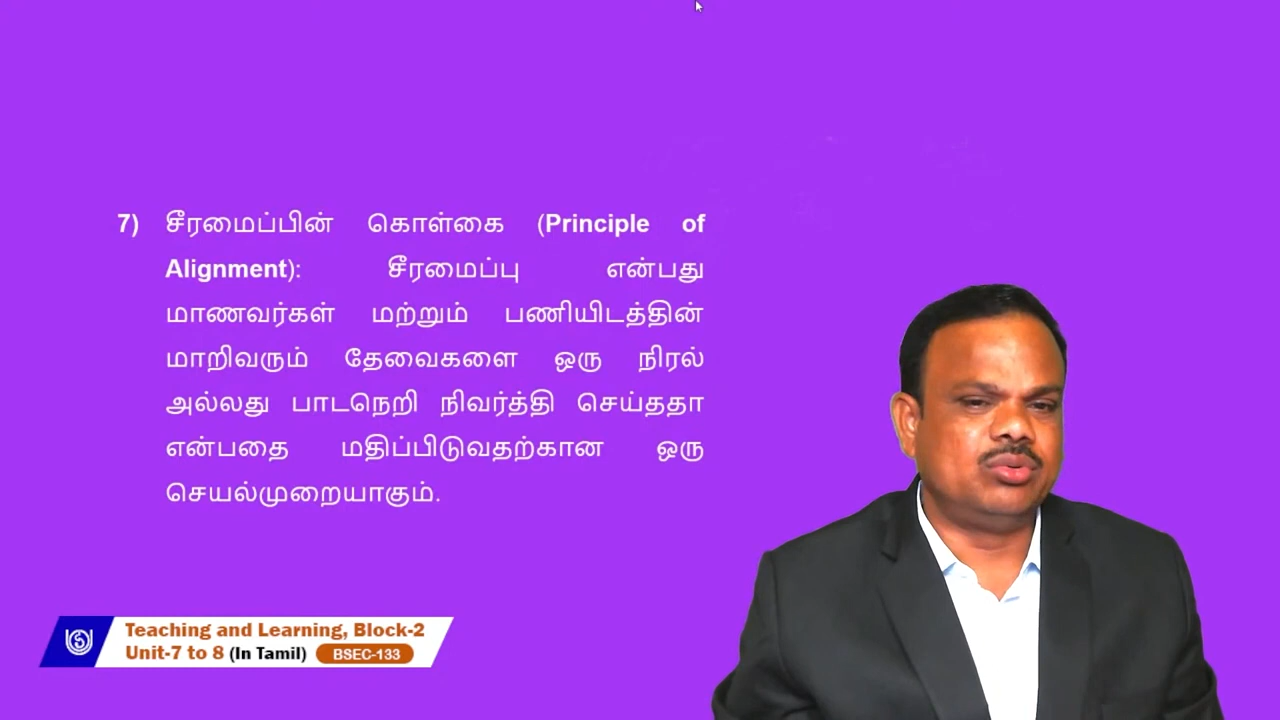 7) சீரமைப்பின் கொள்கை (Principle of
Alignment): சீரமைப்பு என்பது
மாணவர்கள் மற்றும் பணியிடத்தின்
மாறிவரும் தேவைகளை ஒரு நிரல்
அல்லது பாடநெறி நிவர்த்தி செய்ததா
என்பதை மதிப்பிடுவதற்கான ஒரு
செயல்முறையாகும்.
Teaching and Learning, Block-2
Unit-7 to 8 (In Tamil) BSEC-133